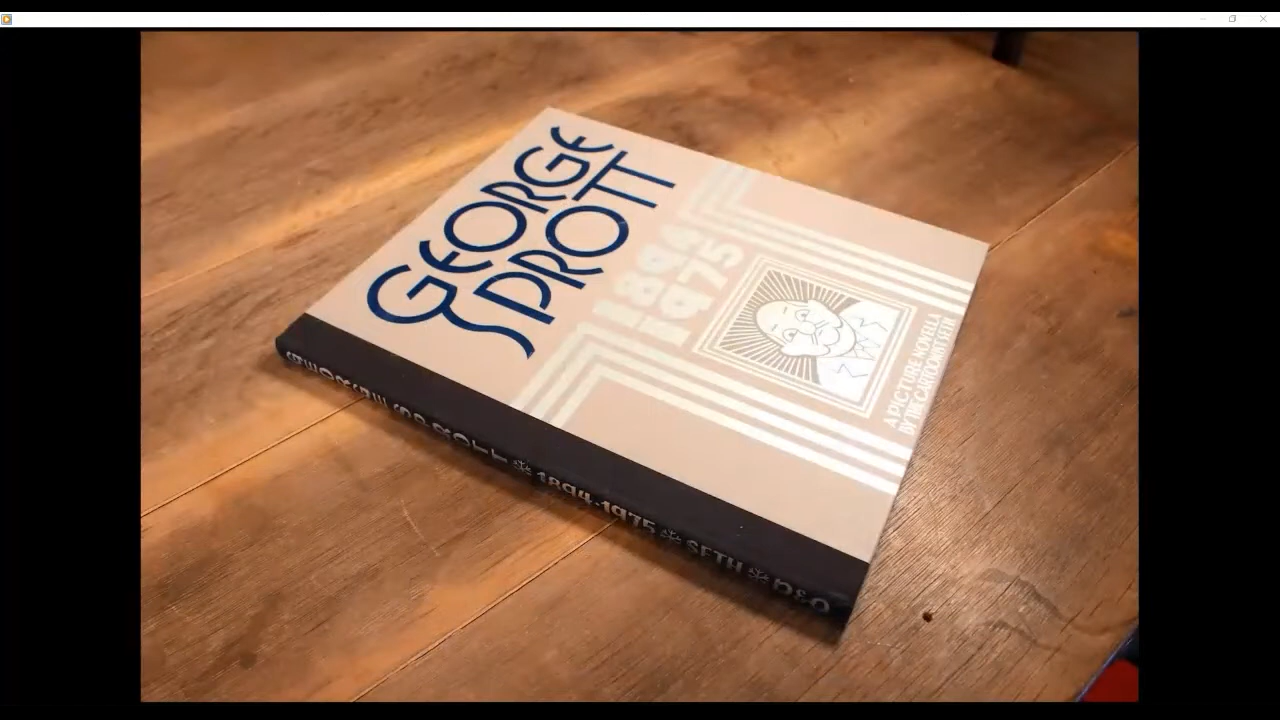 GEORGE
SPROTT
1894
1975
A PICTURE NOVELLA
BY THE CARTOONIST SETH
GEORGE SPROTT * 1894-1975 * SETH * D&Q